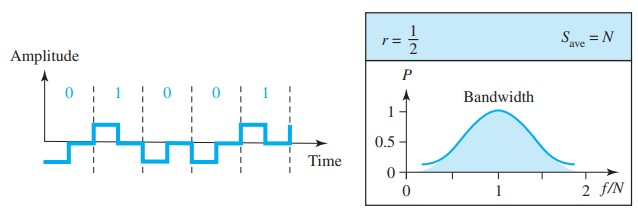 Amplitude
0 1 0 0 1
Time
r = 1/2
S_ave = N
P
Bandwidth
1
0.5
0
0 1 2 f/N